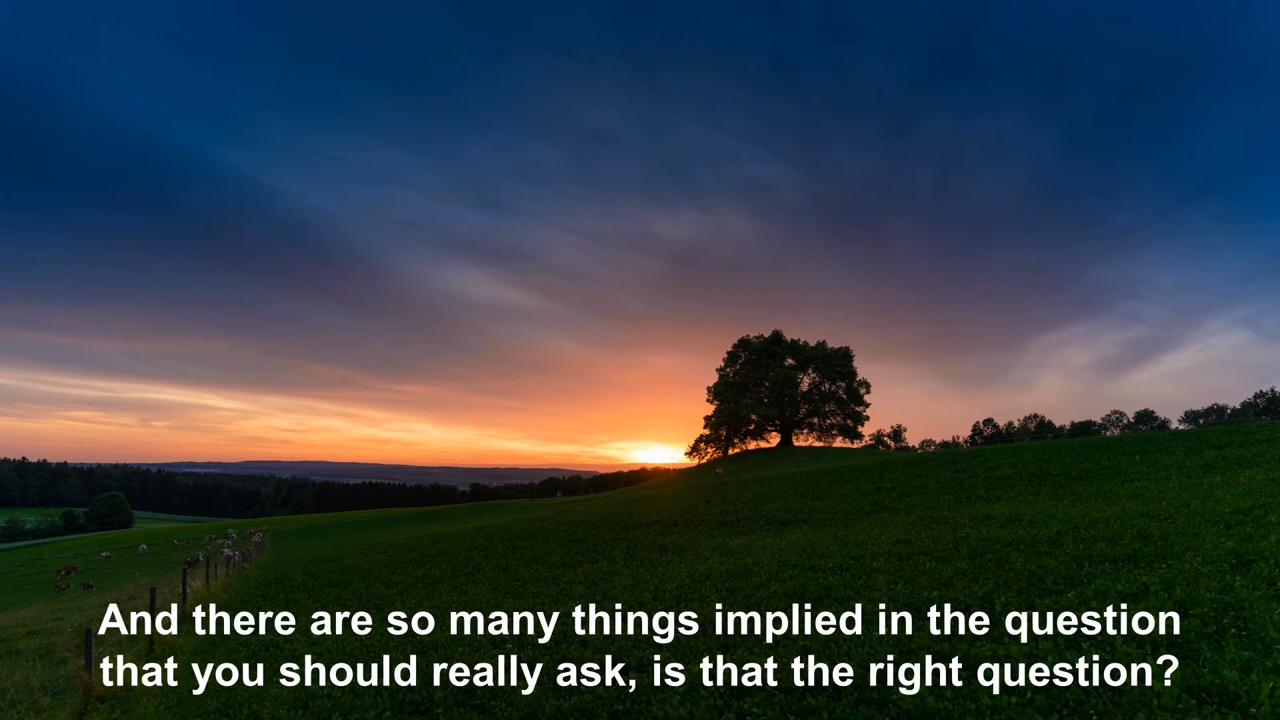 And there are so many things implied in the question
that you should really ask, is that the right question?